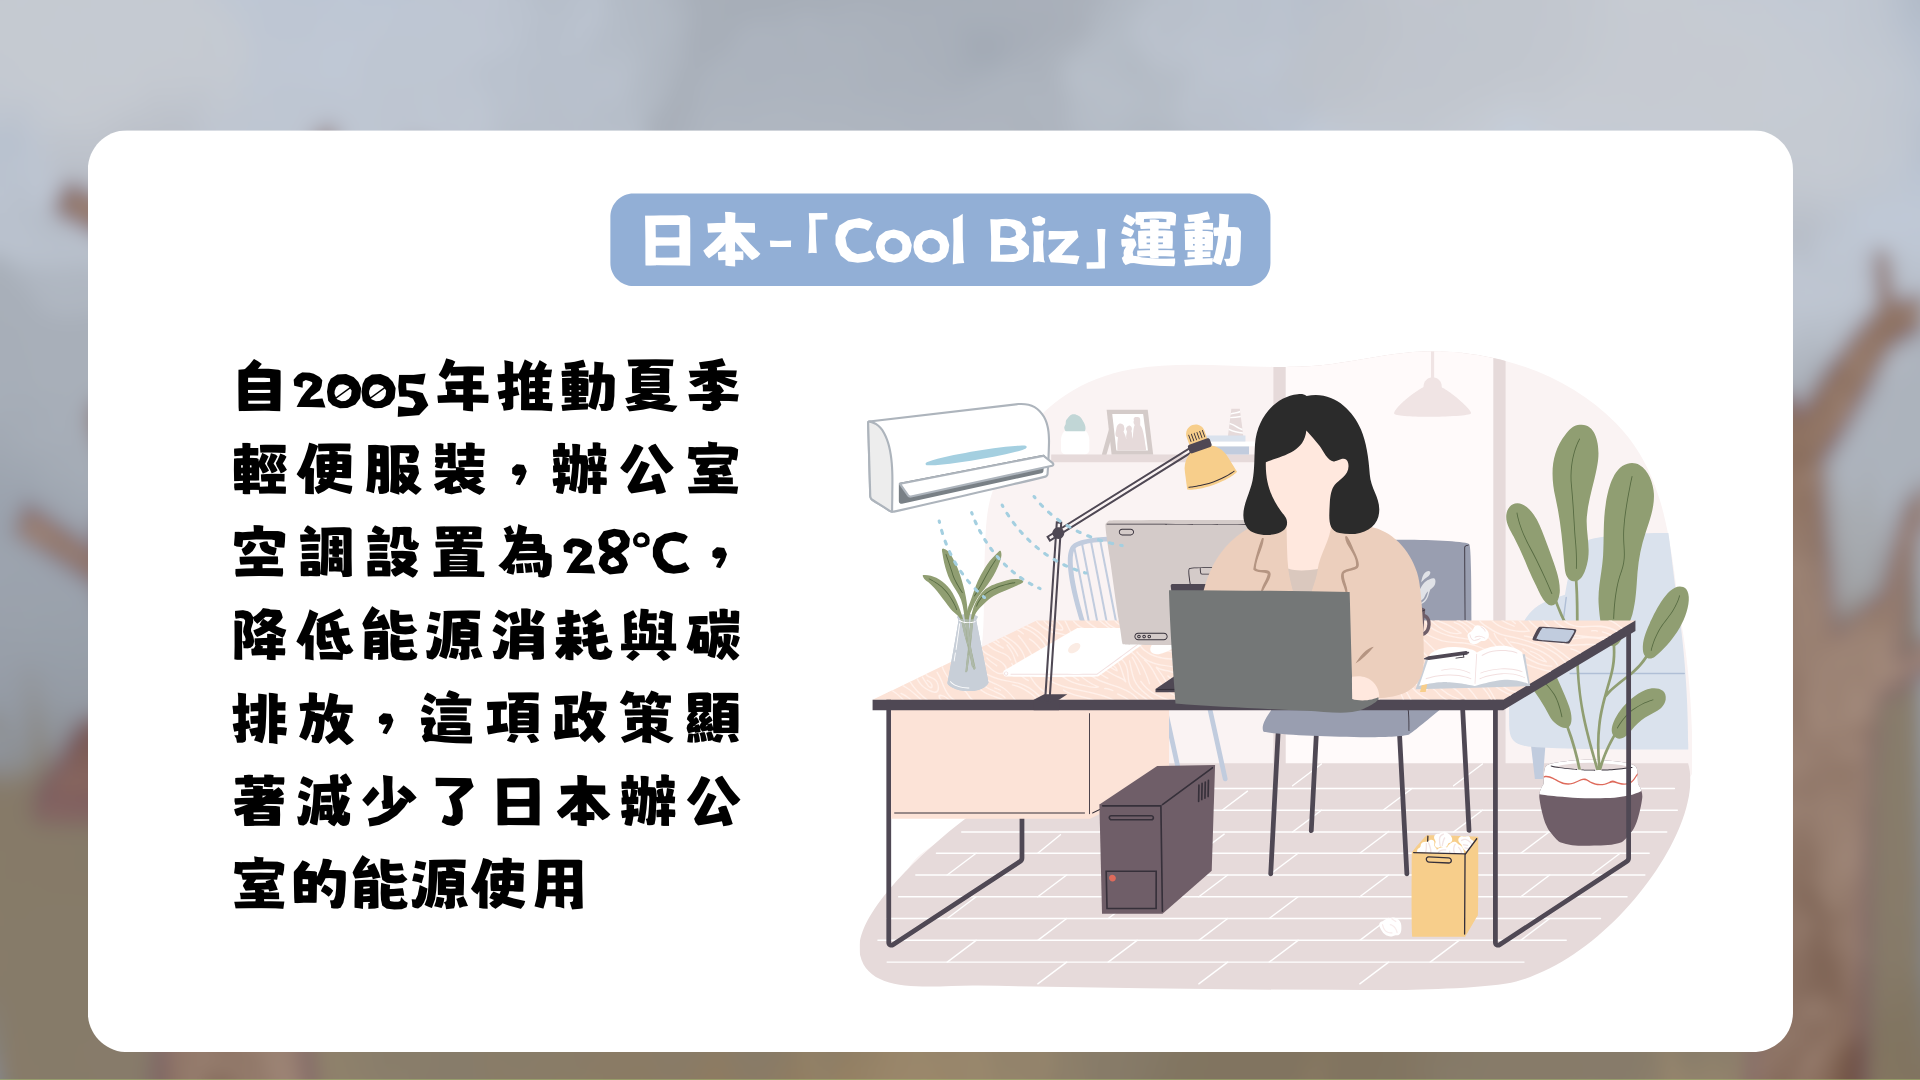 日本-「Cool Biz」運動
自2005年推動夏季
輕便服裝，辦公室
空調設置為28°C，
降低能源消耗與碳
排放，這項政策顯
著減少了日本辦公
室的能源使用